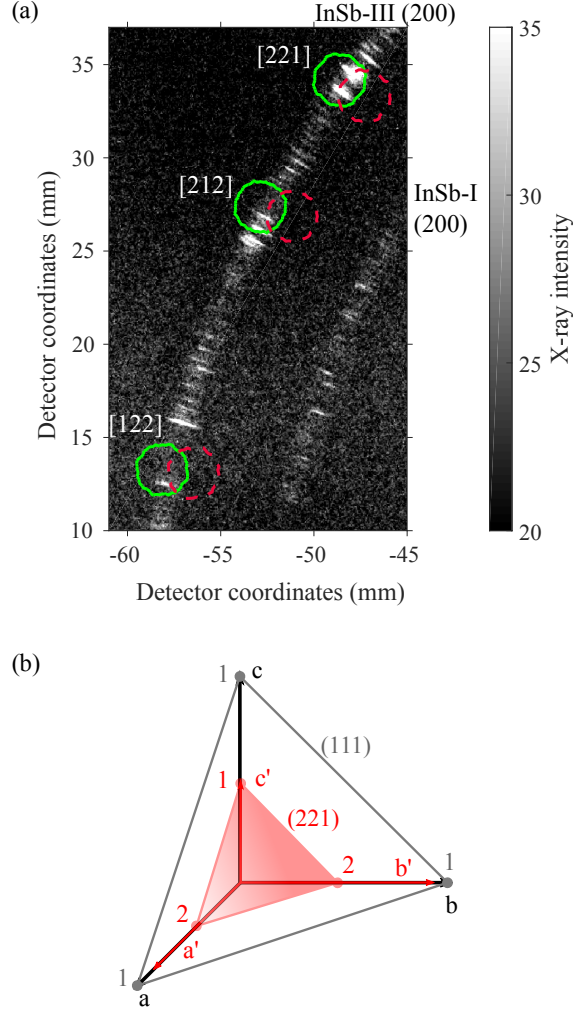 (a)
InSb-III (200)
35
30
25
20
15
10
-60
-55
-50
-45
Detector coordinates (mm)
Detector coordinates (mm)
[221]
[212]
[122]
InSb-I
(200)
35
30
25
20
X-ray intensity
(b)
1
c
(111)
1
c'
(221)
2
b'
1
b
2
a'
1
a